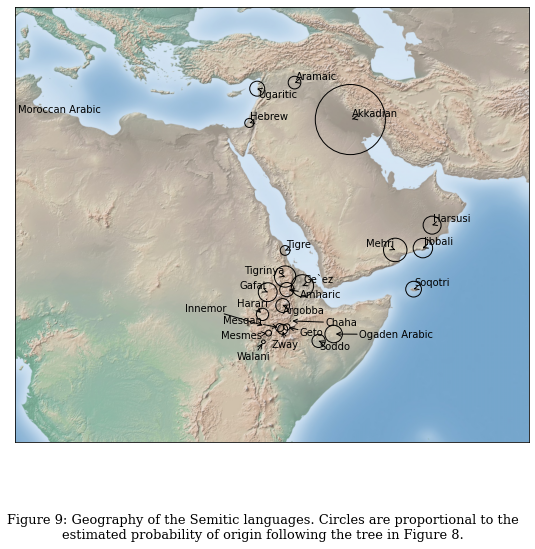 Aramaic
Ugaritic
Moroccan Arabic
Akkadian
Hebrew
Harsusi
Tigre
Mehri
Jibbali
Tigrinya
Ge`ez
Soqotri
Gafat
Amharic
Harari
Innemor
Argobba
Mesqan
Chaha
Mesmes
Geto
Ogaden Arabic
Zway
Soddo
Walani
Figure 9: Geography of the Semitic languages. Circles are proportional to the
estimated probability of origin following the tree in Figure 8.